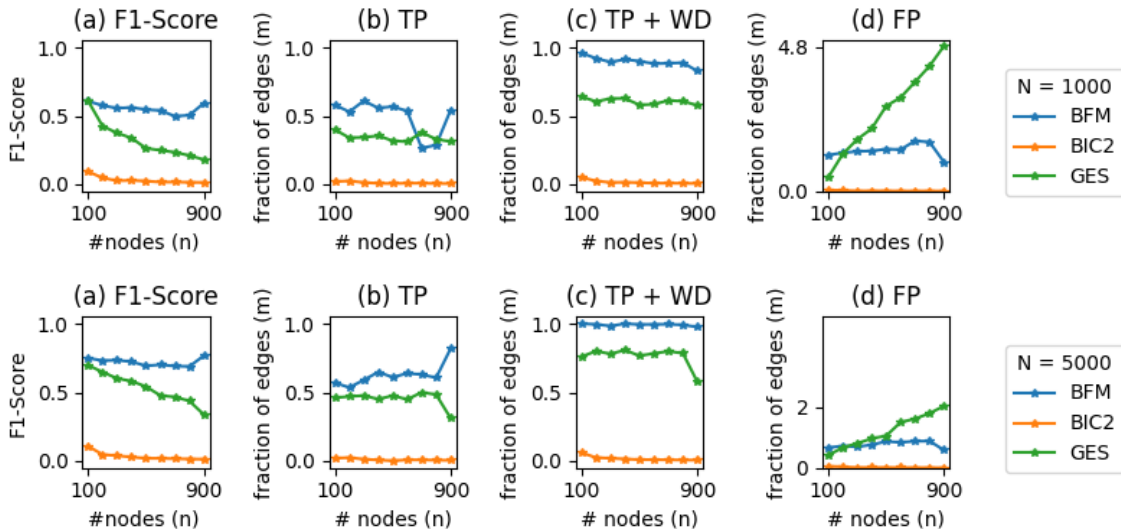 (a) F1-Score
(b) TP
(c) TP + WD
(d) FP
F1-Score
1.0
0.5
0.0
100
900
#nodes (n)
fraction of edges (m)
1.0
0.5
0.0
100
900
# nodes (n)
fraction of edges (m)
1.0
0.5
0.0
100
900
# nodes (n)
fraction of edges (m)
4.8
0.0
100
900
# nodes (n)
N = 1000
BFM
BIC2
GES
(a) F1-Score
(b) TP
(c) TP + WD
(d) FP
F1-Score
1.0
0.5
0.0
100
900
#nodes (n)
fraction of edges (m)
1.0
0.5
0.0
100
900
# nodes (n)
fraction of edges (m)
1.0
0.5
0.0
100
900
# nodes (n)
fraction of edges (m)
2
0
100
900
# nodes (n)
N = 5000
BFM
BIC2
GES